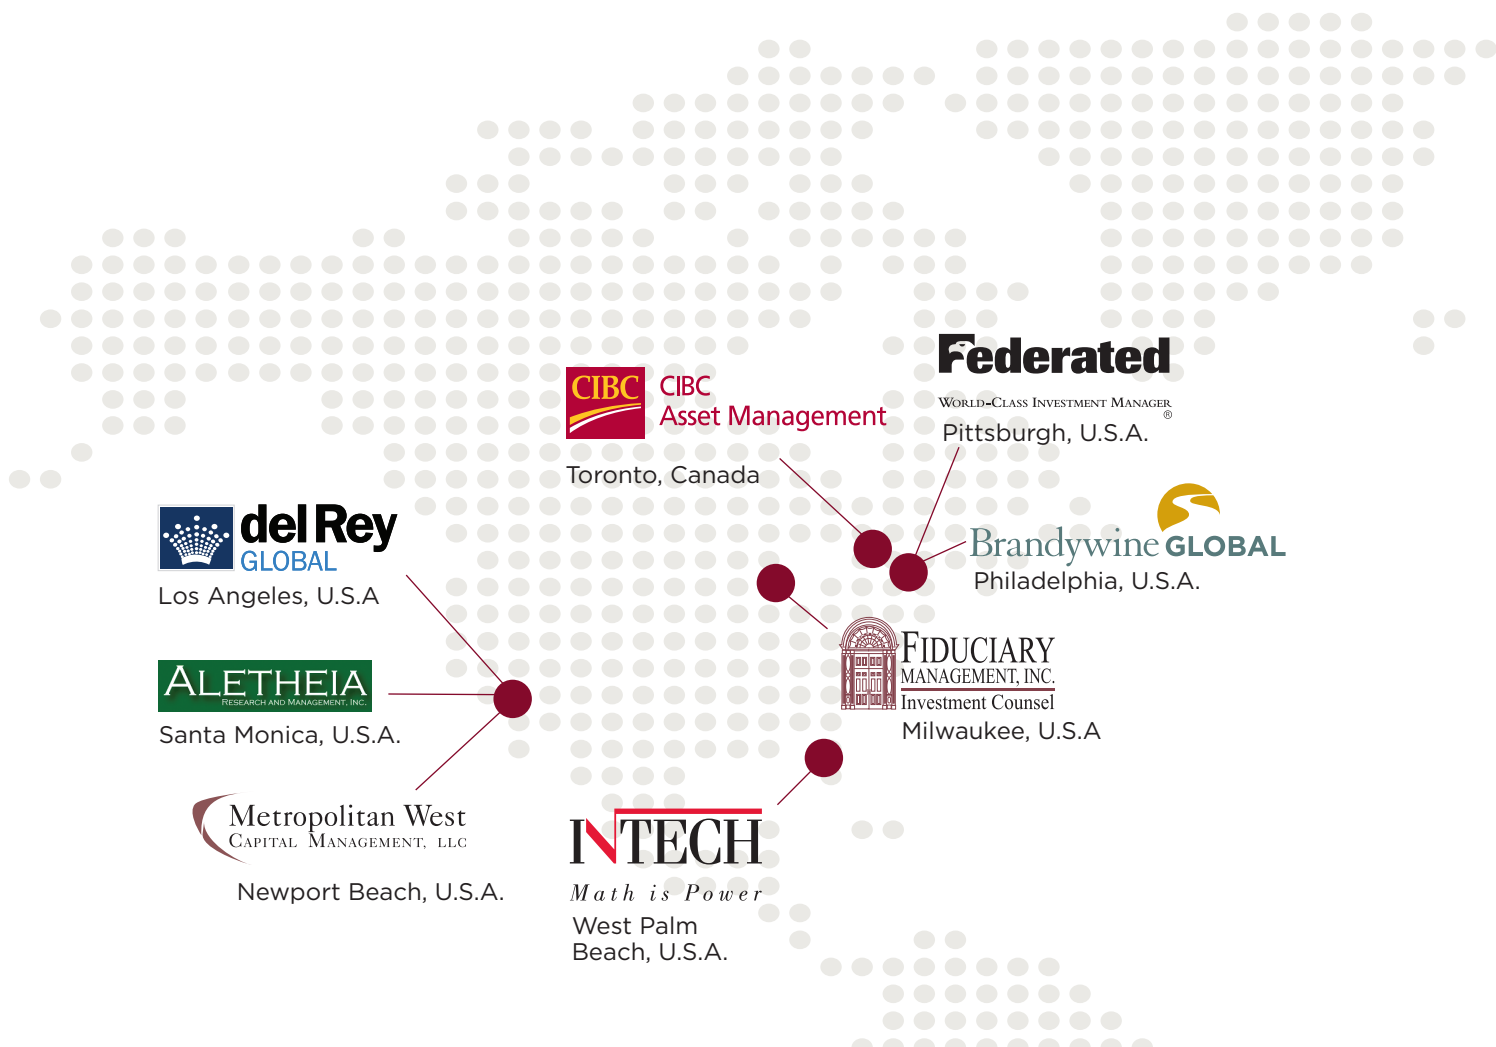 Federated
WORLD-CLASS INVESTMENT MANAGER
®
Pittsburgh, U.S.A.
CIBC
CIBC
Asset Management
Toronto, Canada
del Rey
GLOBAL
Los Angeles, U.S.A
Brandywine GLOBAL
Philadelphia, U.S.A.
ALETHEIA
RESEARCH AND MANAGEMENT, INC.
Santa Monica, U.S.A.
FIDUCIARY
MANAGEMENT, INC.
Investment Counsel
Milwaukee, U.S.A
Metropolitan West
CAPITAL MANAGEMENT, LLC
Newport Beach, U.S.A.
INTECH
Math is Power
West Palm
Beach, U.S.A.